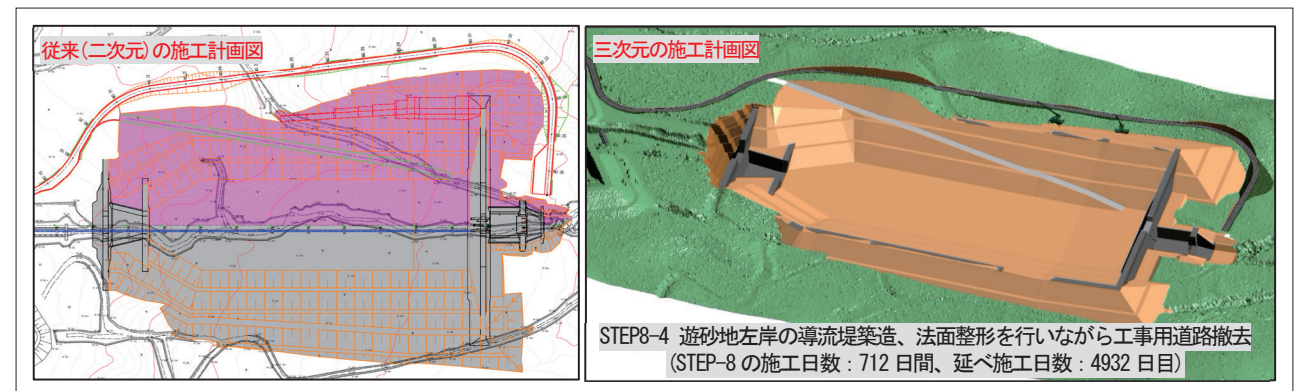 従来(二次元)の施工計画図
三次元の施工計画図
STEP8-4 遊砂地左岸の導流堤築造、法面整形を行いながら工事用道路撤去
(STEP-8 の施工日数：712 日間、延べ施工日数：4932 日目)